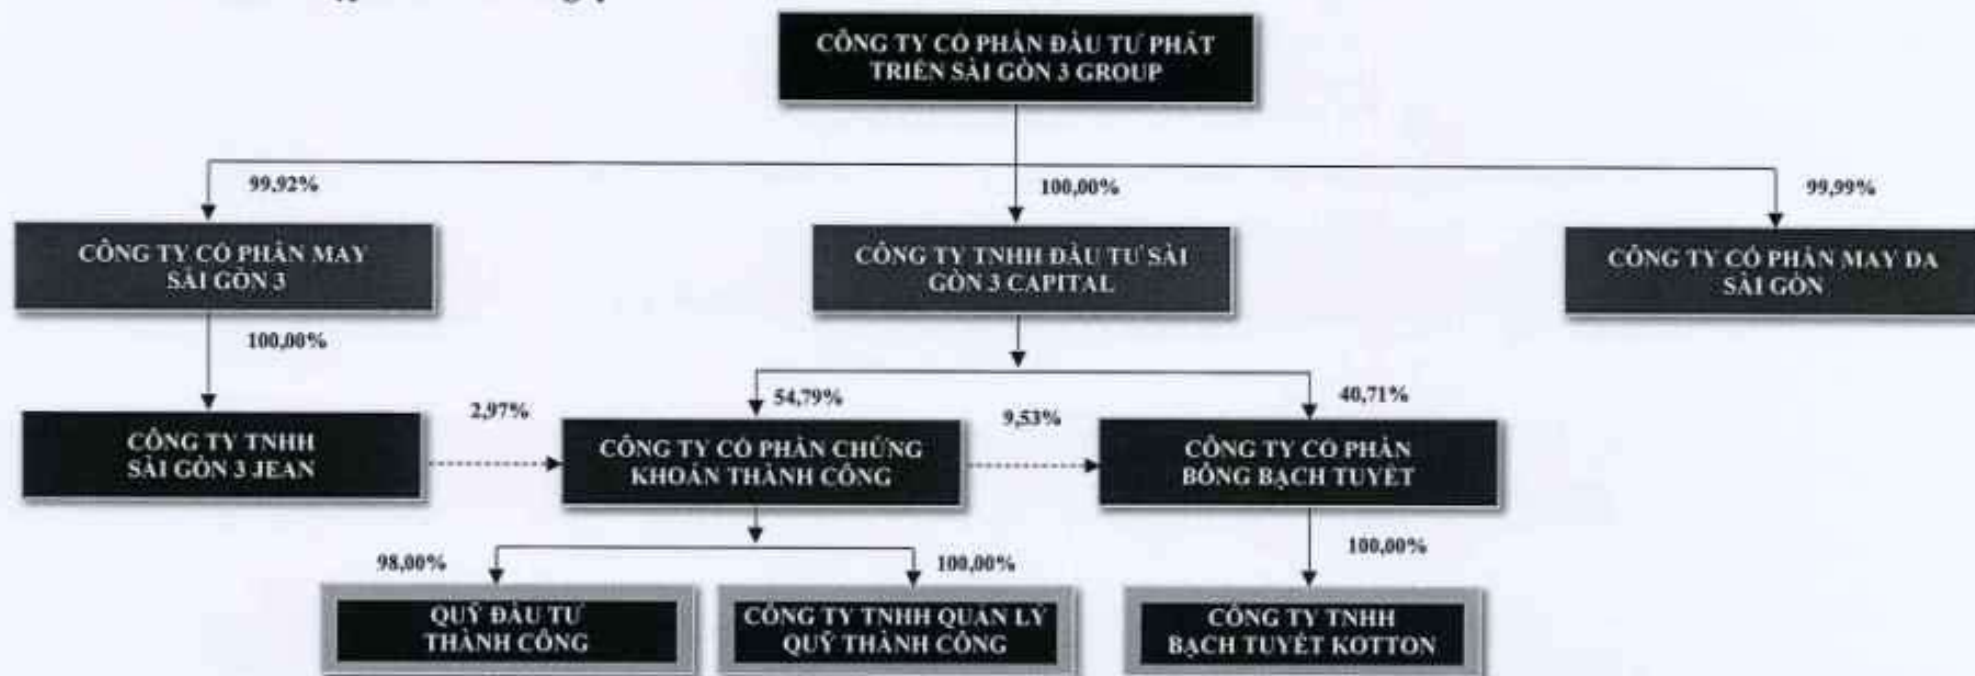 CÔNG TY CỔ PHẦN ĐẦU TƯ PHÁT
TRIỂN SÀI GÒN 3 GROUP
99,92%
100,00%
99,99%
CÔNG TY CỔ PHẦN MAY
SÀI GÒN 3
CÔNG TY TNHH ĐẦU TƯ SÀI
GÒN 3 CAPITAL
CÔNG TY CỔ PHẦN MAY DA
SÀI GÒN
100,00%
54,79%
40,71%
2,97%
9,53%
CÔNG TY TNHH
SÀI GÒN 3 JEAN
CÔNG TY CỔ PHẦN CHỨNG
KHOÁN THÀNH CÔNG
CÔNG TY CỔ PHẦN
BÔNG BẠCH TUYẾT
98,00%
100,00%
100,00%
QUỸ ĐẦU TƯ
THÀNH CÔNG
CÔNG TY TNHH QUẢN LÝ
QUỸ THÀNH CÔNG
CÔNG TY TNHH
BẠCH TUYẾT KOTTON